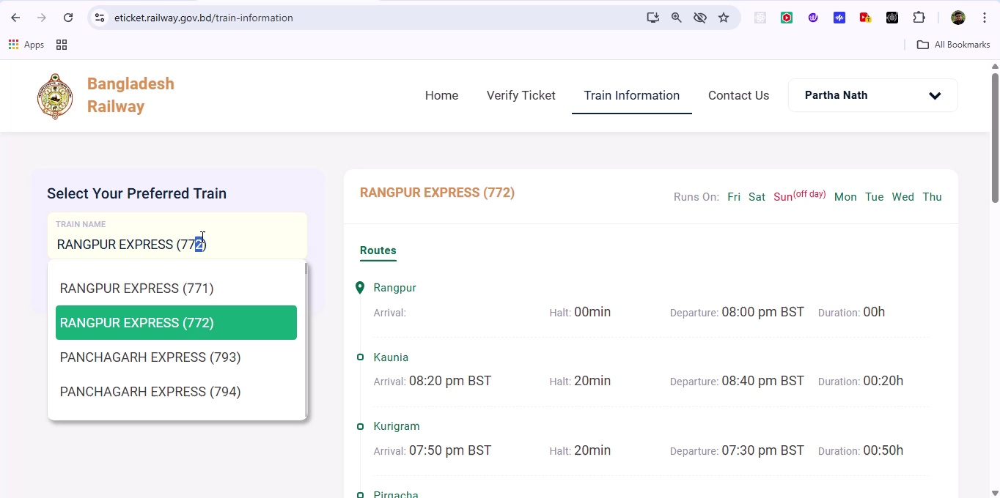 eticket.railway.gov.bd/train-information
Apps
All Bookmarks
Bangladesh
Railway
Home
Verify Ticket
Train Information
Contact Us
Partha Nath
Select Your Preferred Train
TRAIN NAME
RANGPUR EXPRESS (772)
RANGPUR EXPRESS (771)
RANGPUR EXPRESS (772)
PANCHAGARH EXPRESS (793)
PANCHAGARH EXPRESS (794)
RANGPUR EXPRESS (772)
Runs On: Fri Sat Sun(off day) Mon Tue Wed Thu
Routes
Rangpur
Arrival: Halt: 00min Departure: 08:00 pm BST Duration: 00h
Kaunia
Arrival: 08:20 pm BST Halt: 20min Departure: 08:40 pm BST Duration: 00:20h
Kurigram
Arrival: 07:50 pm BST Halt: 20min Departure: 07:30 pm BST Duration: 00:50h
Pirgacha